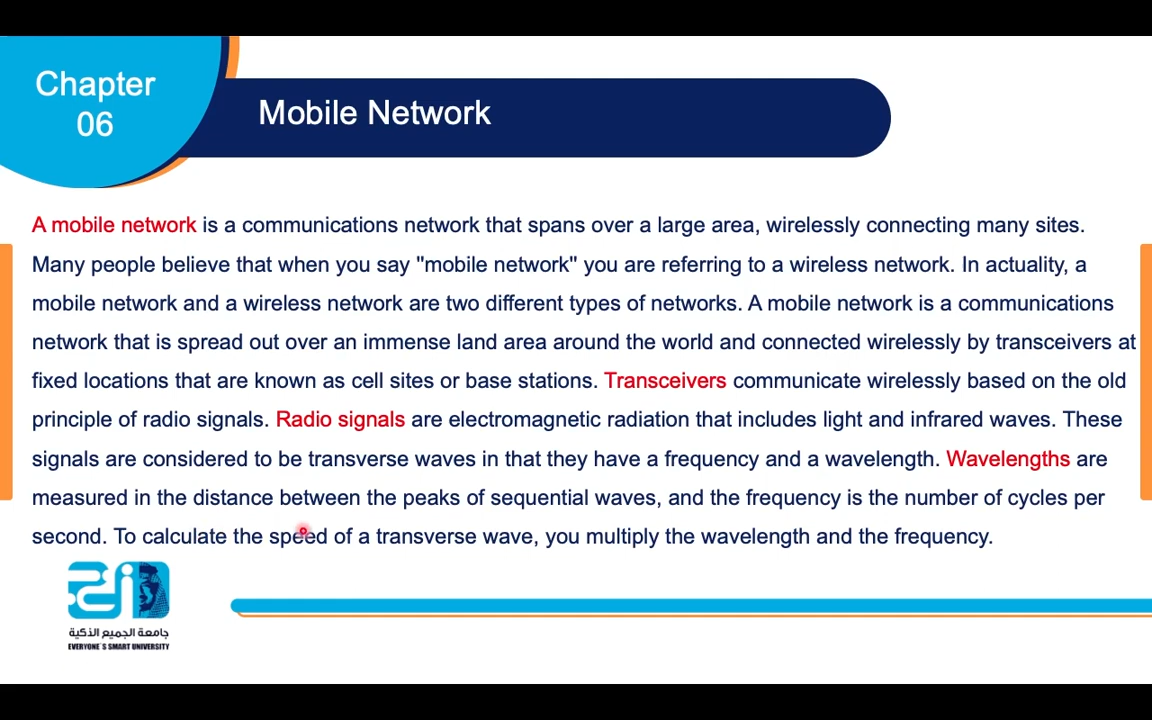 Chapter
06
Mobile Network
A mobile network is a communications network that spans over a large area, wirelessly connecting many sites.
Many people believe that when you say "mobile network" you are referring to a wireless network. In actuality, a
mobile network and a wireless network are two different types of networks. A mobile network is a communications
network that is spread out over an immense land area around the world and connected wirelessly by transceivers at
fixed locations that are known as cell sites or base stations. Transceivers communicate wirelessly based on the old
principle of radio signals. Radio signals are electromagnetic radiation that includes light and infrared waves. These
signals are considered to be transverse waves in that they have a frequency and a wavelength. Wavelengths are
measured in the distance between the peaks of sequential waves, and the frequency is the number of cycles per
second. To calculate the speed of a transverse wave, you multiply the wavelength and the frequency.
جامعة الجميع الذكية
EVERYONE`S SMART UNIVERSITY